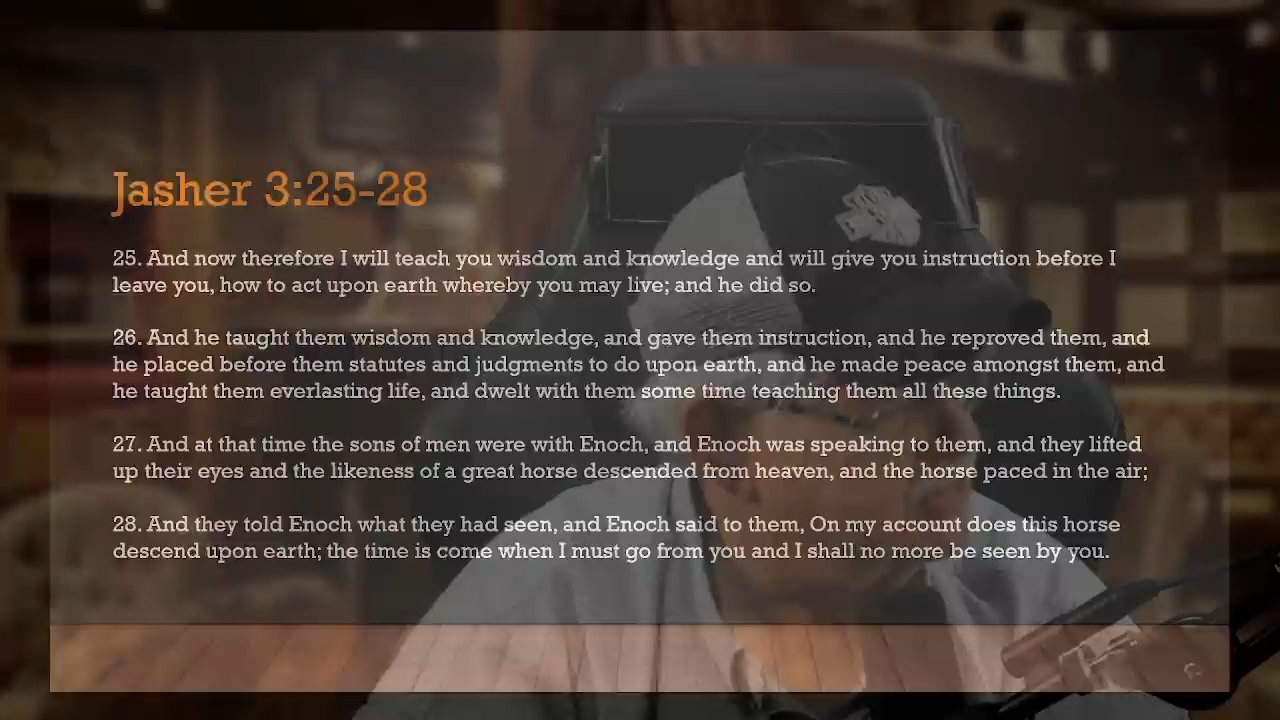 Jasher 3:25-28
25. And now therefore I will teach you wisdom and knowledge and will give you instruction before I
leave you, how to act upon earth whereby you may live; and he did so.
26. And he taught them wisdom and knowledge, and gave them instruction, and he reproved them, and
he placed before them statutes and judgments to do upon earth, and he made peace amongst them, and
he taught them everlasting life, and dwelt with them some time teaching them all these things.
27. And at that time the sons of men were with Enoch, and Enoch was speaking to them, and they lifted
up their eyes and the likeness of a great horse descended from heaven, and the horse paced in the air;
28. And they told Enoch what they had seen, and Enoch said to them, On my account does this horse
descend upon earth; the time is come when I must go from you and I shall no more be seen by you.